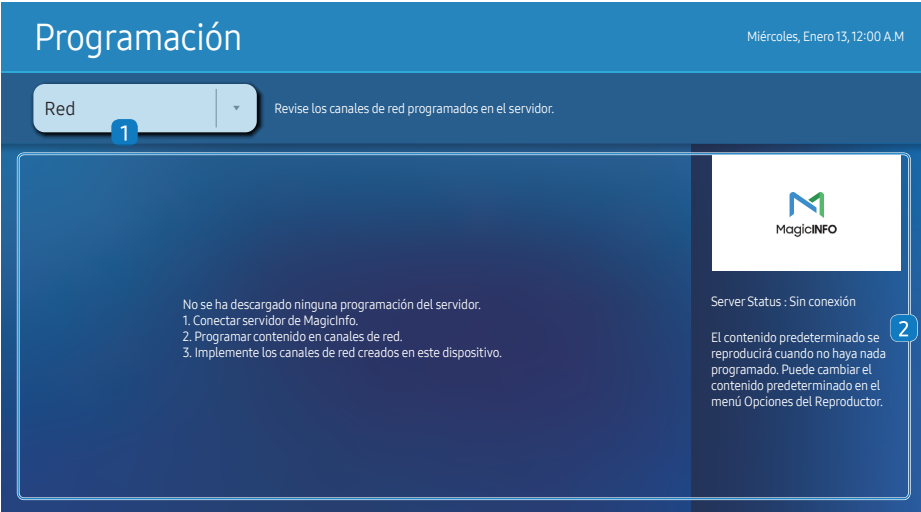 Programación
Miércoles, Enero 13, 12:00 A.M
Red
1
Revise los canales de red programados en el servidor.
No se ha descargado ninguna programación del servidor.
1. Conectar servidor de MagicInfo.
2. Programar contenido en canales de red.
3. Implemente los canales de red creados en este dispositivo.
MagicINFO
Server Status : Sin conexión
2
El contenido predeterminado se
reproducirá cuando no haya nada
programado. Puede cambiar el
contenido predeterminado en el
menú Opciones del Reproductor.